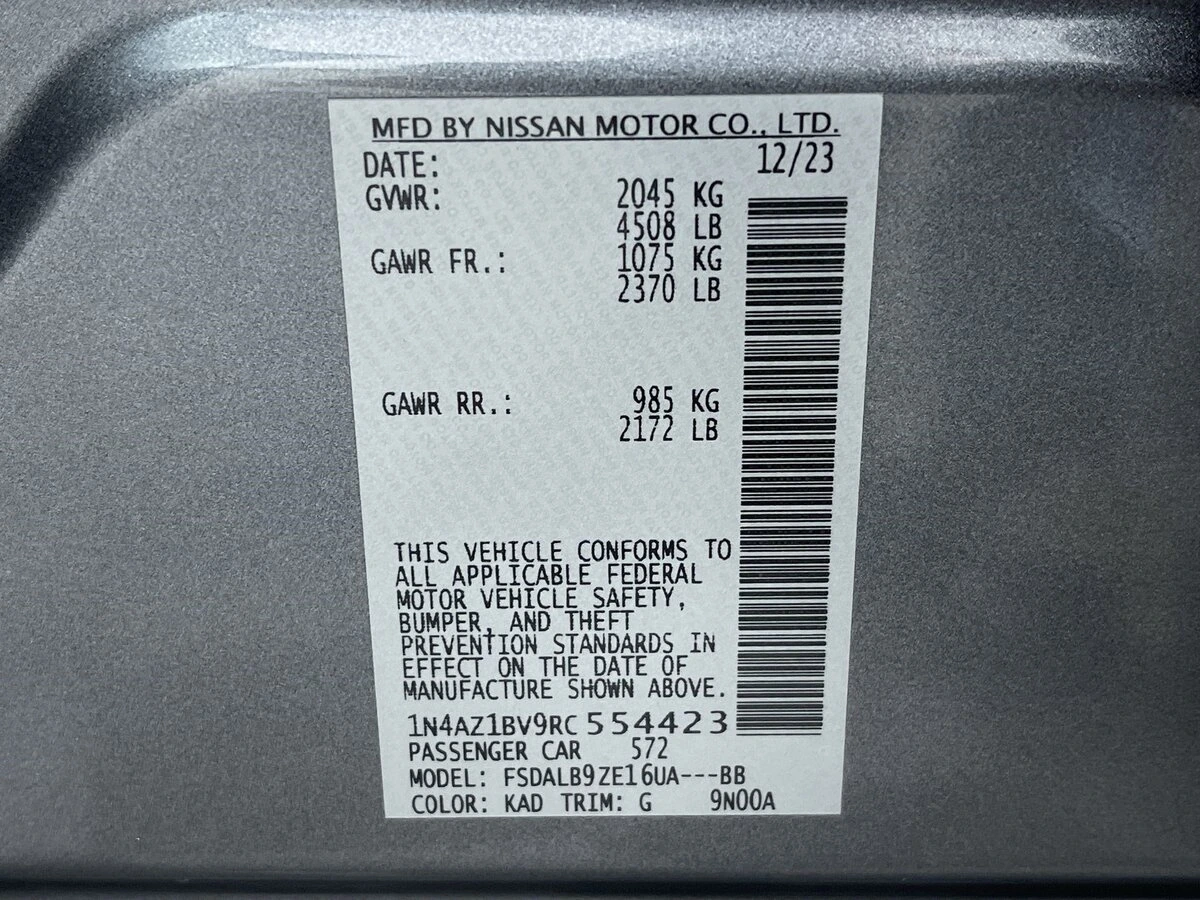 MFD BY NISSAN MOTOR CO., LTD.
DATE: 12/23
GVWR: 2045 KG
4508 LB
GAWR FR.: 1075 KG
2370 LB
GAWR RR.: 985 KG
2172 LB
THIS VEHICLE CONFORMS TO
ALL APPLICABLE FEDERAL
MOTOR VEHICLE SAFETY,
BUMPER, AND THEFT
PREVENTION STANDARDS IN
EFFECT ON THE DATE OF
MANUFACTURE SHOWN ABOVE.
1N4AZ1BV9RC 554423
PASSENGER CAR 572
MODEL: FSDALB9ZE16UA---BB
COLOR: KAD TRIM: G 9N00A